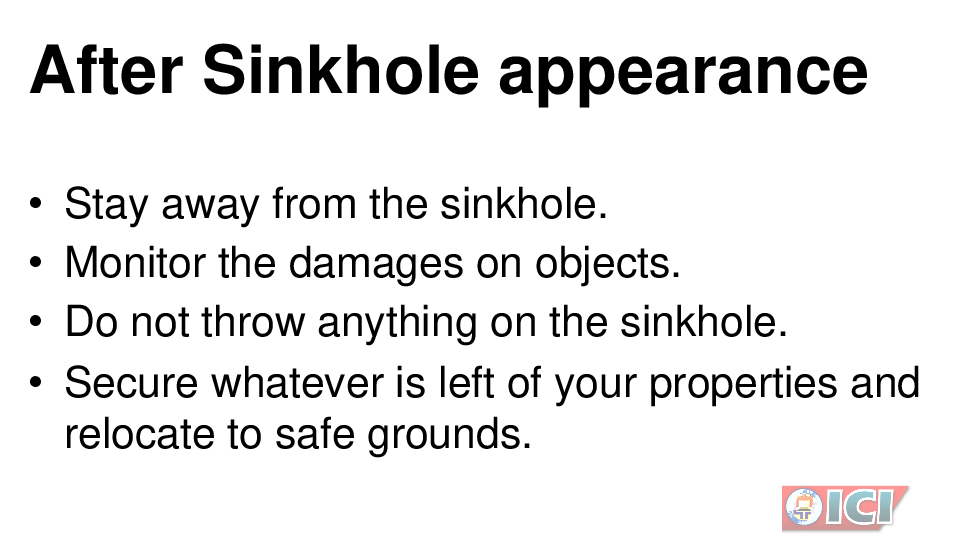 After Sinkhole appearance
• Stay away from the sinkhole.
• Monitor the damages on objects.
• Do not throw anything on the sinkhole.
• Secure whatever is left of your properties and
relocate to safe grounds.
ICI